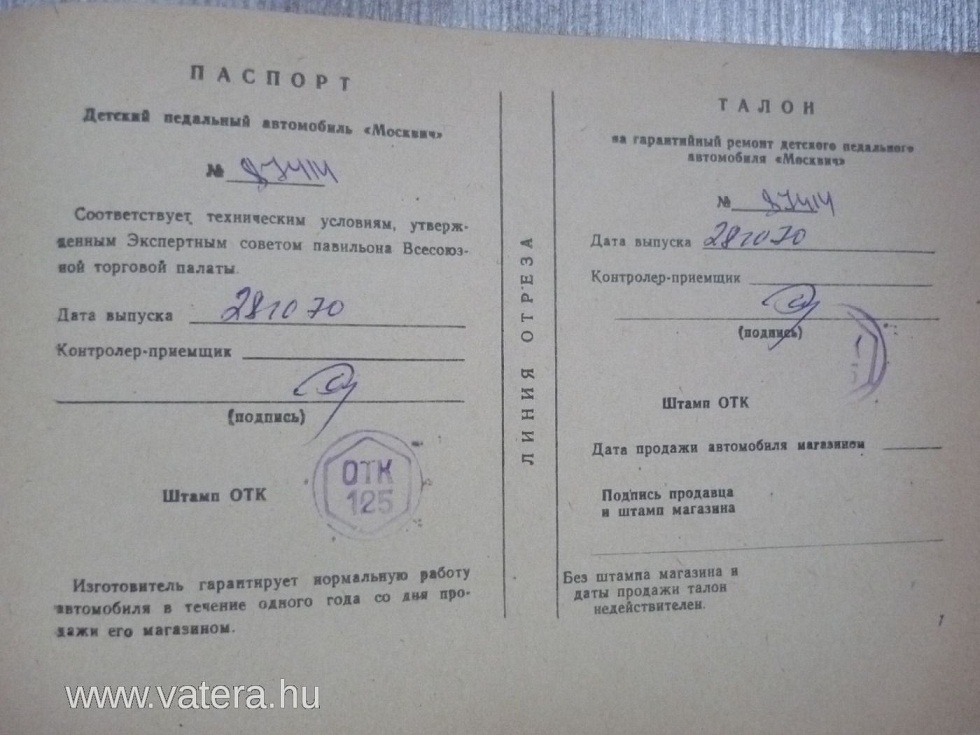 ПАСПОРТ
Детский педальный автомобиль «Москвич»
№ 87414
Соответствует техническим условиям, утверж-
денным Экспертным советом павильона Всесоюз-
ной торговой палаты.
Дата выпуска 281070
Контролер-приемщик
(подпись)
Штамп ОТК
ОТК
125
Изготовитель гарантирует нормальную работу
автомобиля в течение одного года со дня про-
дажи его магазином.
ЛИНИЯ ОТРЕЗА
ТАЛОН
на гарантийный ремонт детского педального
автомобиля «Москвич»
№ 87414
Дата выпуска 281070
Контролер-приемщик
(подпись)
Штамп ОТК
Дата продажи автомобиля магазином
Подпись продавца
и штамп магазина
Без штампа магазина и
даты продажи талон
недействителен.
www.vatera.hu